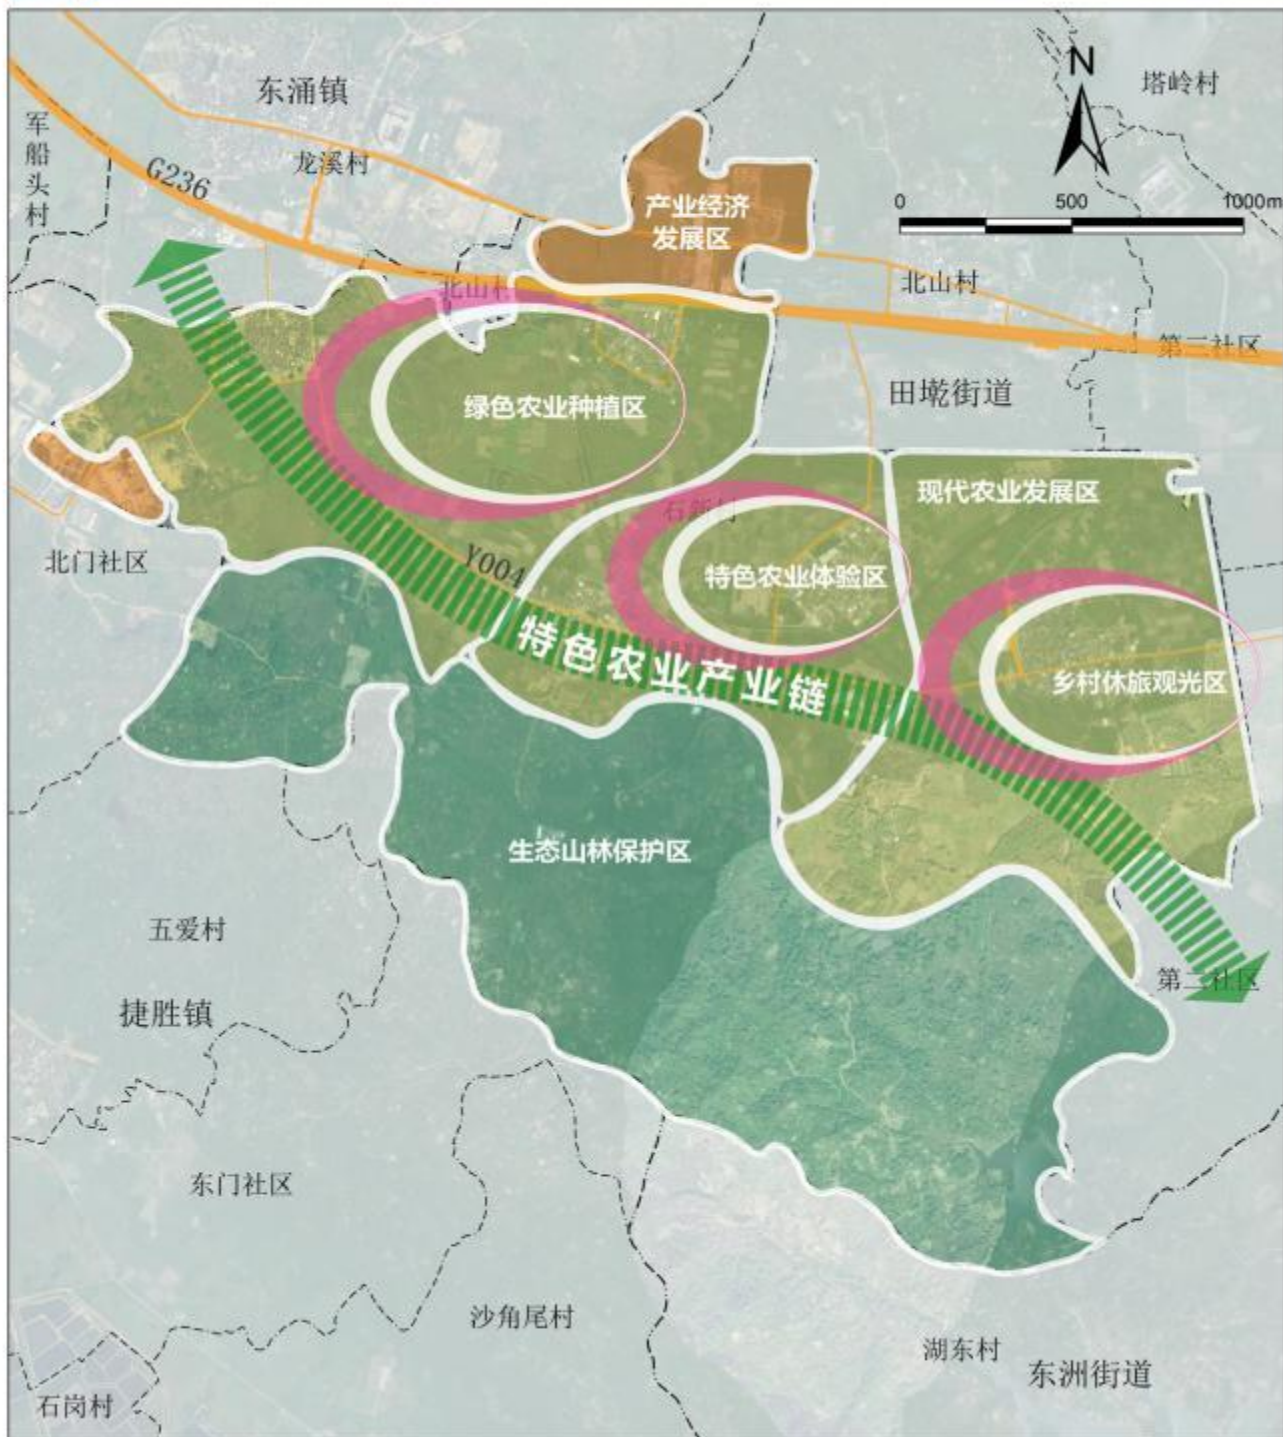 东涌镇
N
塔岭村
军船头村
龙溪村
G236
产业经济
发展区
0
500
1000m
北山村
北山村
第三社区
田墘街道
绿色农业种植区
现代农业发展区
石新村
北门社区
Y004
特色农业体验区
特色农业产业链
乡村休旅观光区
生态山林保护区
五爱村
第二社区
捷胜镇
东门社区
沙角尾村
湖东村
东洲街道
石岗村